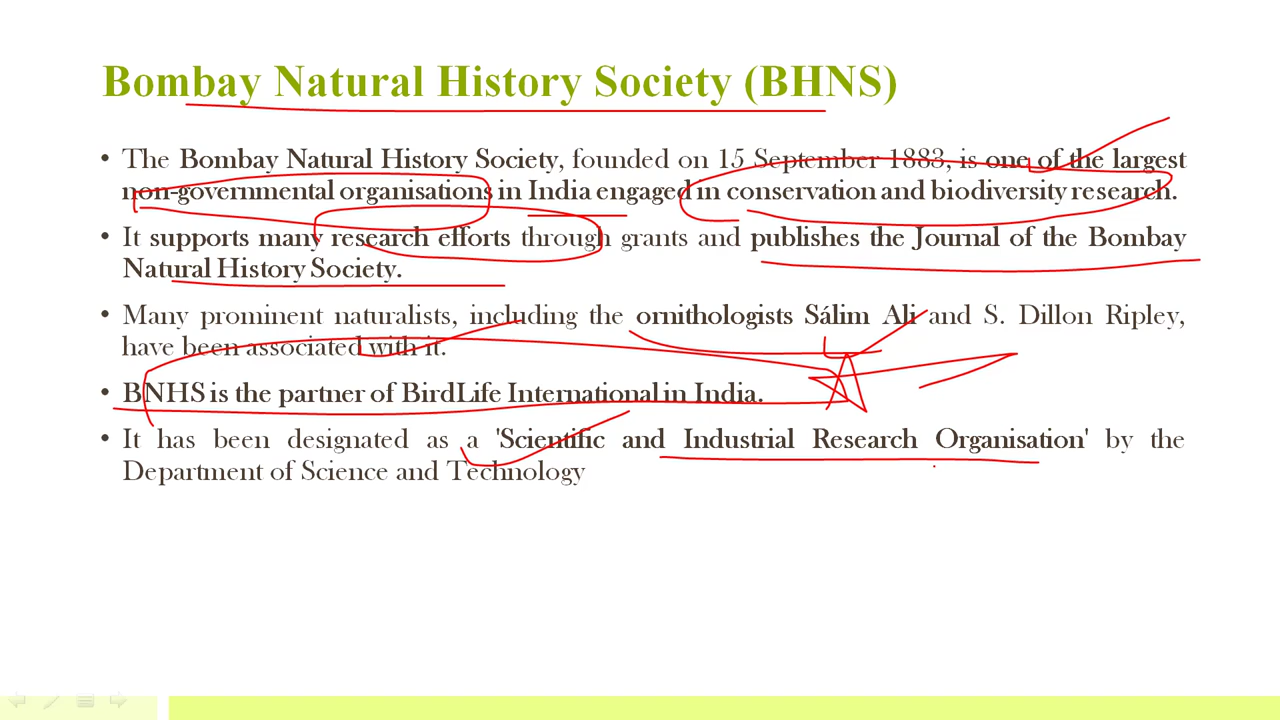 Bombay Natural History Society (BHNS)
• The Bombay Natural History Society, founded on 15 September 1883, is one of the largest
non-governmental organisations in India engaged in conservation and biodiversity research.
• It supports many research efforts through grants and publishes the Journal of the Bombay
Natural History Society.
• Many prominent naturalists, including the ornithologists Sálim Ali and S. Dillon Ripley,
have been associated with it.
• BNHS is the partner of BirdLife International in India.
• It has been designated as a 'Scientific and Industrial Research Organisation' by the
Department of Science and Technology